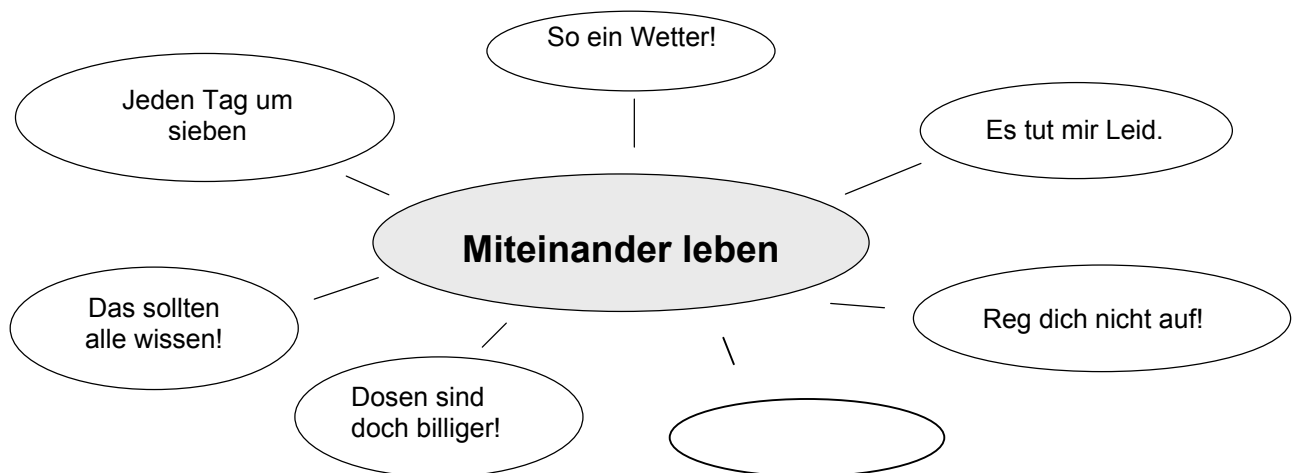 So ein Wetter!
Jeden Tag um
sieben
Es tut mir Leid.
Miteinander leben
Das sollten
alle wissen!
Reg dich nicht auf!
Dosen sind
doch billiger!